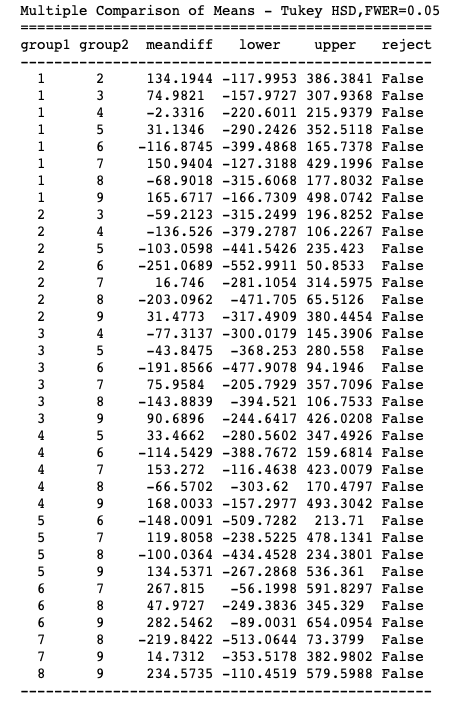 Multiple Comparison of Means - Tukey HSD,FWER=0.05
==================================================
group1 group2 meandiff lower upper reject
--------------------------------------------------
1 2 134.1944 -117.9953 386.3841 False
1 3 74.9821 -157.9727 307.9368 False
1 4 -2.3316 -220.6011 215.9379 False
1 5 31.1346 -290.2426 352.5118 False
1 6 -116.8745 -399.4868 165.7378 False
1 7 150.9404 -127.3188 429.1996 False
1 8 -68.9018 -315.6068 177.8032 False
1 9 165.6717 -166.7309 498.0742 False
2 3 -59.2123 -315.2499 196.8252 False
2 4 -136.526 -379.2787 106.2267 False
2 5 -103.0598 -441.5426 235.423 False
2 6 -251.0689 -552.9911 50.8533 False
2 7 16.746 -281.1054 314.5975 False
2 8 -203.0962 -471.705 65.5126 False
2 9 31.4773 -317.4909 380.4454 False
3 4 -77.3137 -300.0179 145.3906 False
3 5 -43.8475 -368.253 280.558 False
3 6 -191.8566 -477.9078 94.1946 False
3 7 75.9584 -205.7929 357.7096 False
3 8 -143.8839 -394.521 106.7533 False
3 9 90.6896 -244.6417 426.0208 False
4 5 33.4662 -280.5602 347.4926 False
4 6 -114.5429 -388.7672 159.6814 False
4 7 153.272 -116.4638 423.0079 False
4 8 -66.5702 -303.62 170.4797 False
4 9 168.0033 -157.2977 493.3042 False
5 6 -148.0091 -509.7282 213.71 False
5 7 119.8058 -238.5225 478.1341 False
5 8 -100.0364 -434.4528 234.3801 False
5 9 134.5371 -267.2868 536.361 False
6 7 267.815 -56.1998 591.8297 False
6 8 47.9727 -249.3836 345.329 False
6 9 282.5462 -89.0031 654.0954 False
7 8 -219.8422 -513.0644 73.3799 False
7 9 14.7312 -353.5178 382.9802 False
8 9 234.5735 -110.4519 579.5988 False
--------------------------------------------------